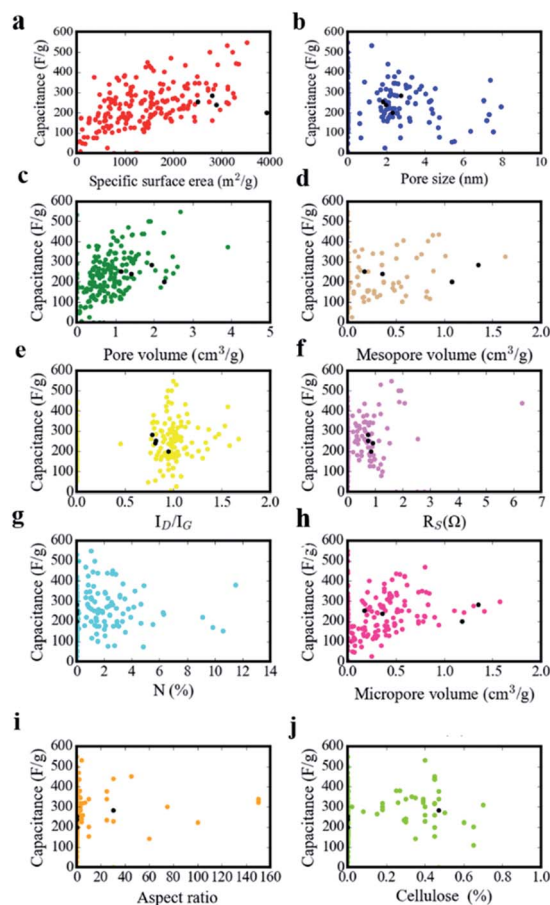 a
b
Capacitance (F/g)
600
500
400
300
200
100
0
0 1000 2000 3000 4000
Specific surface erea (m²/g)
Capacitance (F/g)
600
500
400
300
200
100
0
0 2 4 6 8 10
Pore size (nm)
c
d
Capacitance (F/g)
600
500
400
300
200
100
0
0 1 2 3 4 5
Pore volume (cm³/g)
Capacitance (F/g)
600
500
400
300
200
100
0
0.0 0.5 1.0 1.5 2.0
Mesopore volume (cm³/g)
e
f
Capacitance (F/g)
600
500
400
300
200
100
0
0.0 0.5 1.0 1.5 2.0
I_D/I_G
Capacitance (F/g)
600
500
400
300
200
100
0
0 1 2 3 4 5 6 7
R_S(Ω)
g
h
Capacitance (F/g)
600
500
400
300
200
100
0
0 2 4 6 8 10 12 14
N (%)
Capacitance (F/g)
600
500
400
300
200
100
0
0.0 0.5 1.0 1.5 2.0
Micropore volume (cm³/g)
i
j
Capacitance (F/g)
600
500
400
300
200
100
0
0 20 40 60 80 100 120 140 160
Aspect ratio
Capacitance (F/g)
600
500
400
300
200
100
0
0.0 0.2 0.4 0.6 0.8 1.0
Cellulose (%)